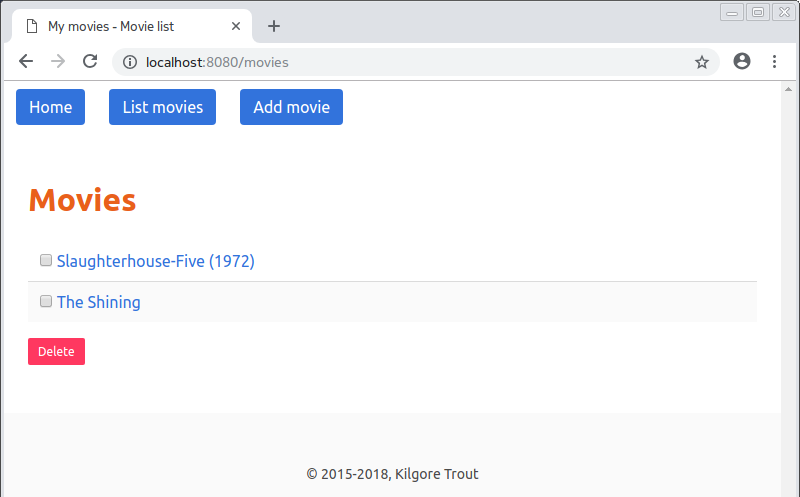 My movies - Movie list
localhost:8080/movies
Home List movies Add movie
Movies
Slaughterhouse-Five (1972)
The Shining
Delete
© 2015-2018, Kilgore Trout